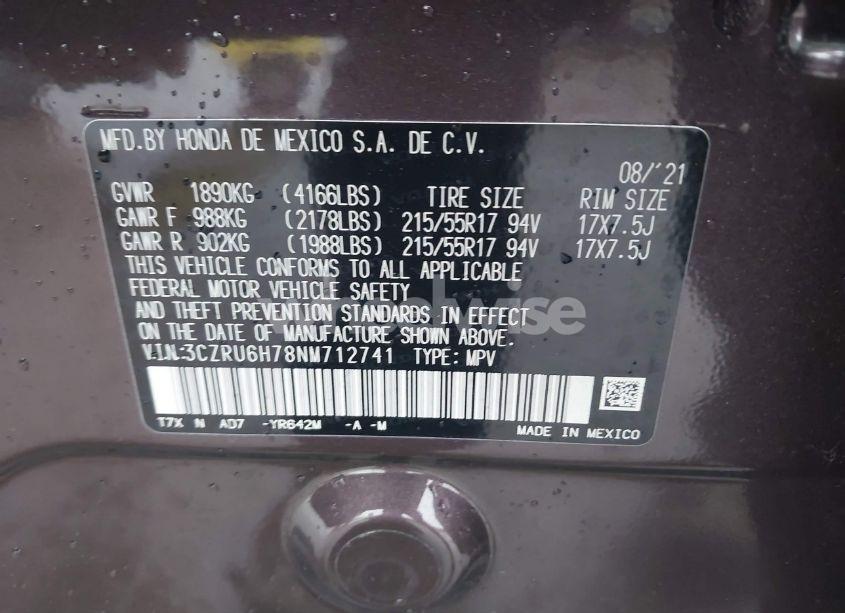 MFD.BY HONDA DE MEXICO S.A. DE C.V.
08/'21
GVWR 1890KG (4166LBS) TIRE SIZE RIM SIZE
GAWR F 988KG (2178LBS) 215/55R17 94V 17X7.5J
GAWR R 902KG (1988LBS) 215/55R17 94V 17X7.5J
THIS VEHICLE CONFORMS TO ALL APPLICABLE
FEDERAL MOTOR VEHICLE SAFETY
AND THEFT PREVENTION STANDARDS IN EFFECT
ON THE DATE OF MANUFACTURE SHOWN ABOVE.
V.I.N:3CZRU6H78NM712741 TYPE: MPV
T7X N AD7 -YR642M -A -M
MADE IN MEXICO